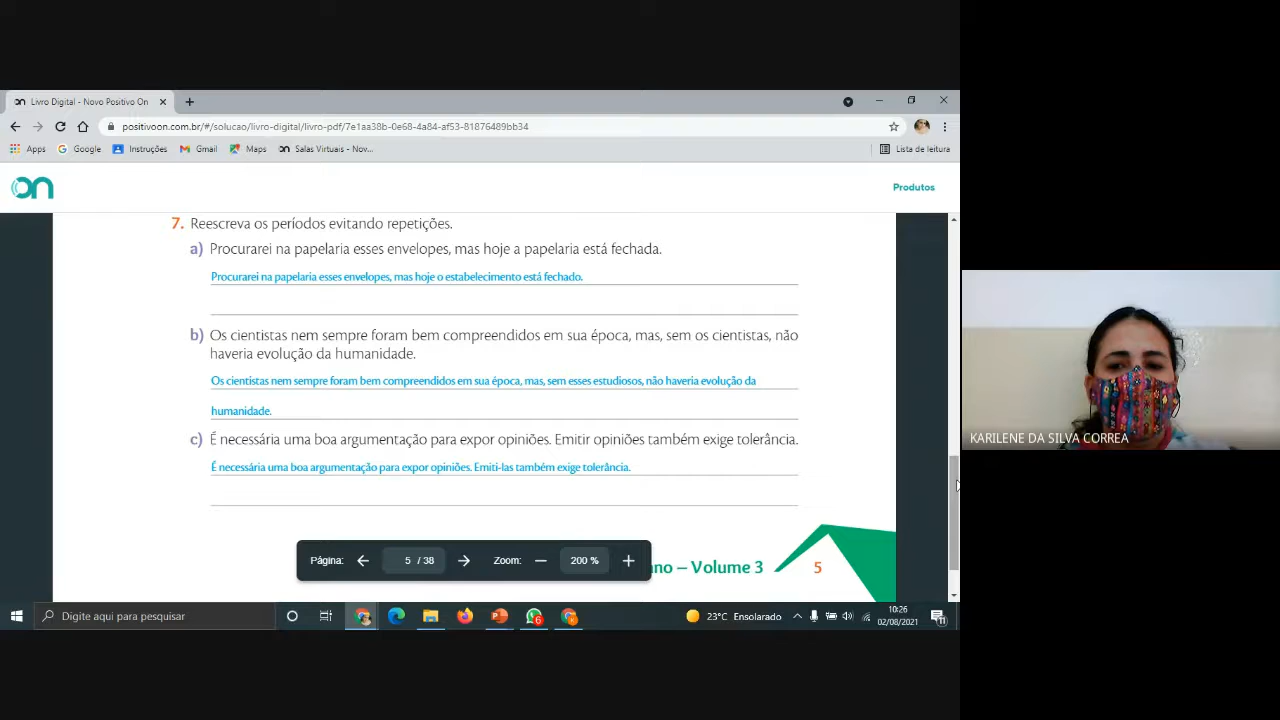 Livro Digital - Novo Positivo On
positivoon.com.br/#/solucao/livro-digital/livro-pdf/7e1aa38b-0e68-4a84-af53-81876489bb34
Apps Google Instruções Gmail Maps Salas Virtuais - Nov... Lista de leitura
on Produtos
7. Reescreva os períodos evitando repetições.
a) Procurarei na papelaria esses envelopes, mas hoje a papelaria está fechada.
Procurarei na papelaria esses envelopes, mas hoje o estabelecimento está fechado.
b) Os cientistas nem sempre foram bem compreendidos em sua época, mas, sem os cientistas, não
haveria evolução da humanidade.
Os cientistas nem sempre foram bem compreendidos em sua época, mas, sem esses estudiosos, não haveria evolução da
humanidade.
c) É necessária uma boa argumentação para expor opiniões. Emitir opiniões também exige tolerância.
É necessária uma boa argumentação para expor opiniões. Emiti-las também exige tolerância.
Página: 5 / 38 Zoom: 200 %
ano – Volume 3 5
Digite aqui para pesquisar
6
23°C Ensolarado
10:26
02/08/2021
11
KARILENE DA SILVA CORREA